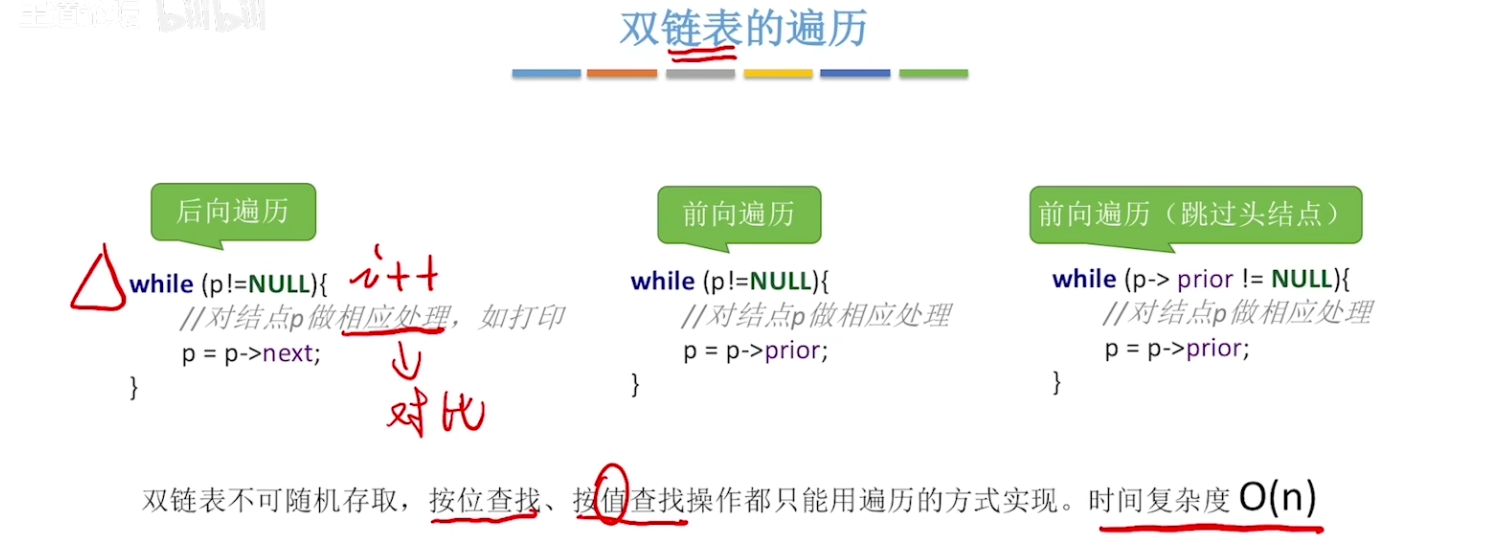 bilibili
双链表的遍历
后向遍历
while (p!=NULL){ i++
//对结点p做相应处理，如打印
p = p->next;
}
对比
前向遍历
while (p!=NULL){
//对结点p做相应处理
p = p->prior;
}
前向遍历（跳过头结点）
while (p-> prior != NULL){
//对结点p做相应处理
p = p->prior;
}
双链表不可随机存取，按位查找、按值查找操作都只能用遍历的方式实现。时间复杂度 O(n)